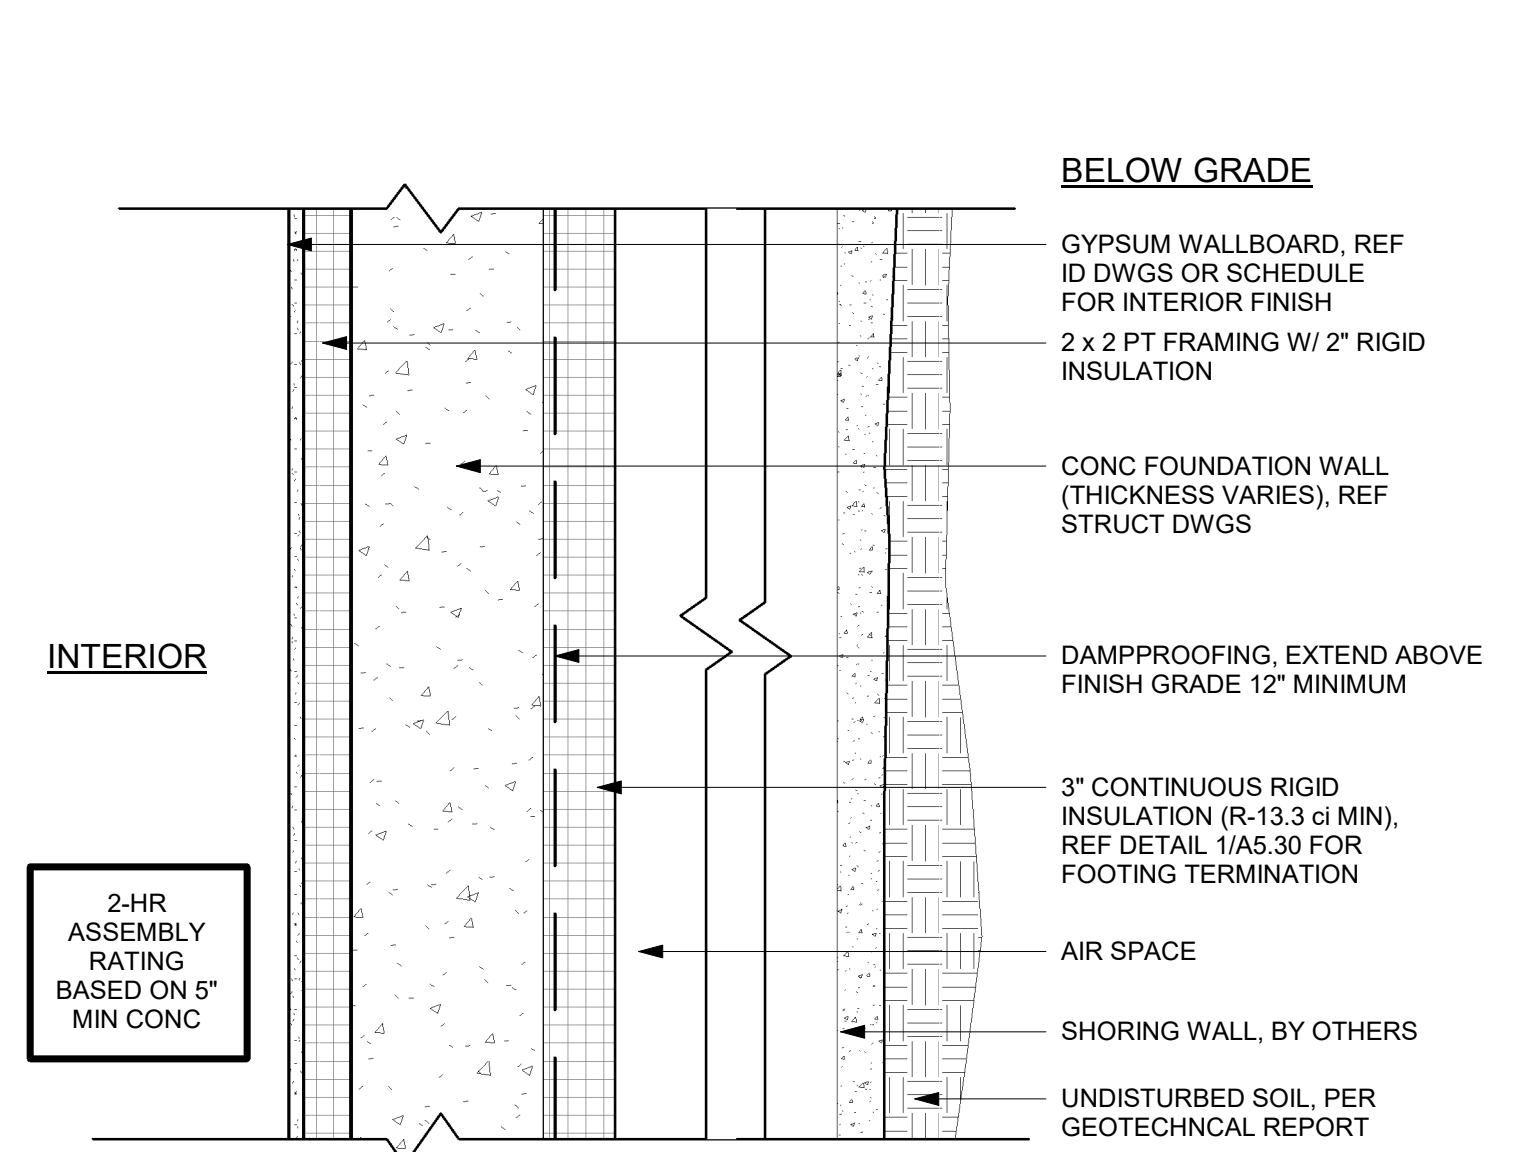 BELOW GRADE
GYPSUM WALLBOARD, REF
ID DWGS OR SCHEDULE
FOR INTERIOR FINISH
2 x 2 PT FRAMING W/ 2" RIGID
INSULATION
CONC FOUNDATION WALL
(THICKNESS VARIES), REF
STRUCT DWGS
INTERIOR
DAMPPROOFING, EXTEND ABOVE
FINISH GRADE 12" MINIMUM
3" CONTINUOUS RIGID
INSULATION (R-13.3 ci MIN),
REF DETAIL 1/A5.30 FOR
FOOTING TERMINATION
2-HR
ASSEMBLY
RATING
BASED ON 5"
MIN CONC
AIR SPACE
SHORING WALL, BY OTHERS
UNDISTURBED SOIL, PER
GEOTECHNCAL REPORT